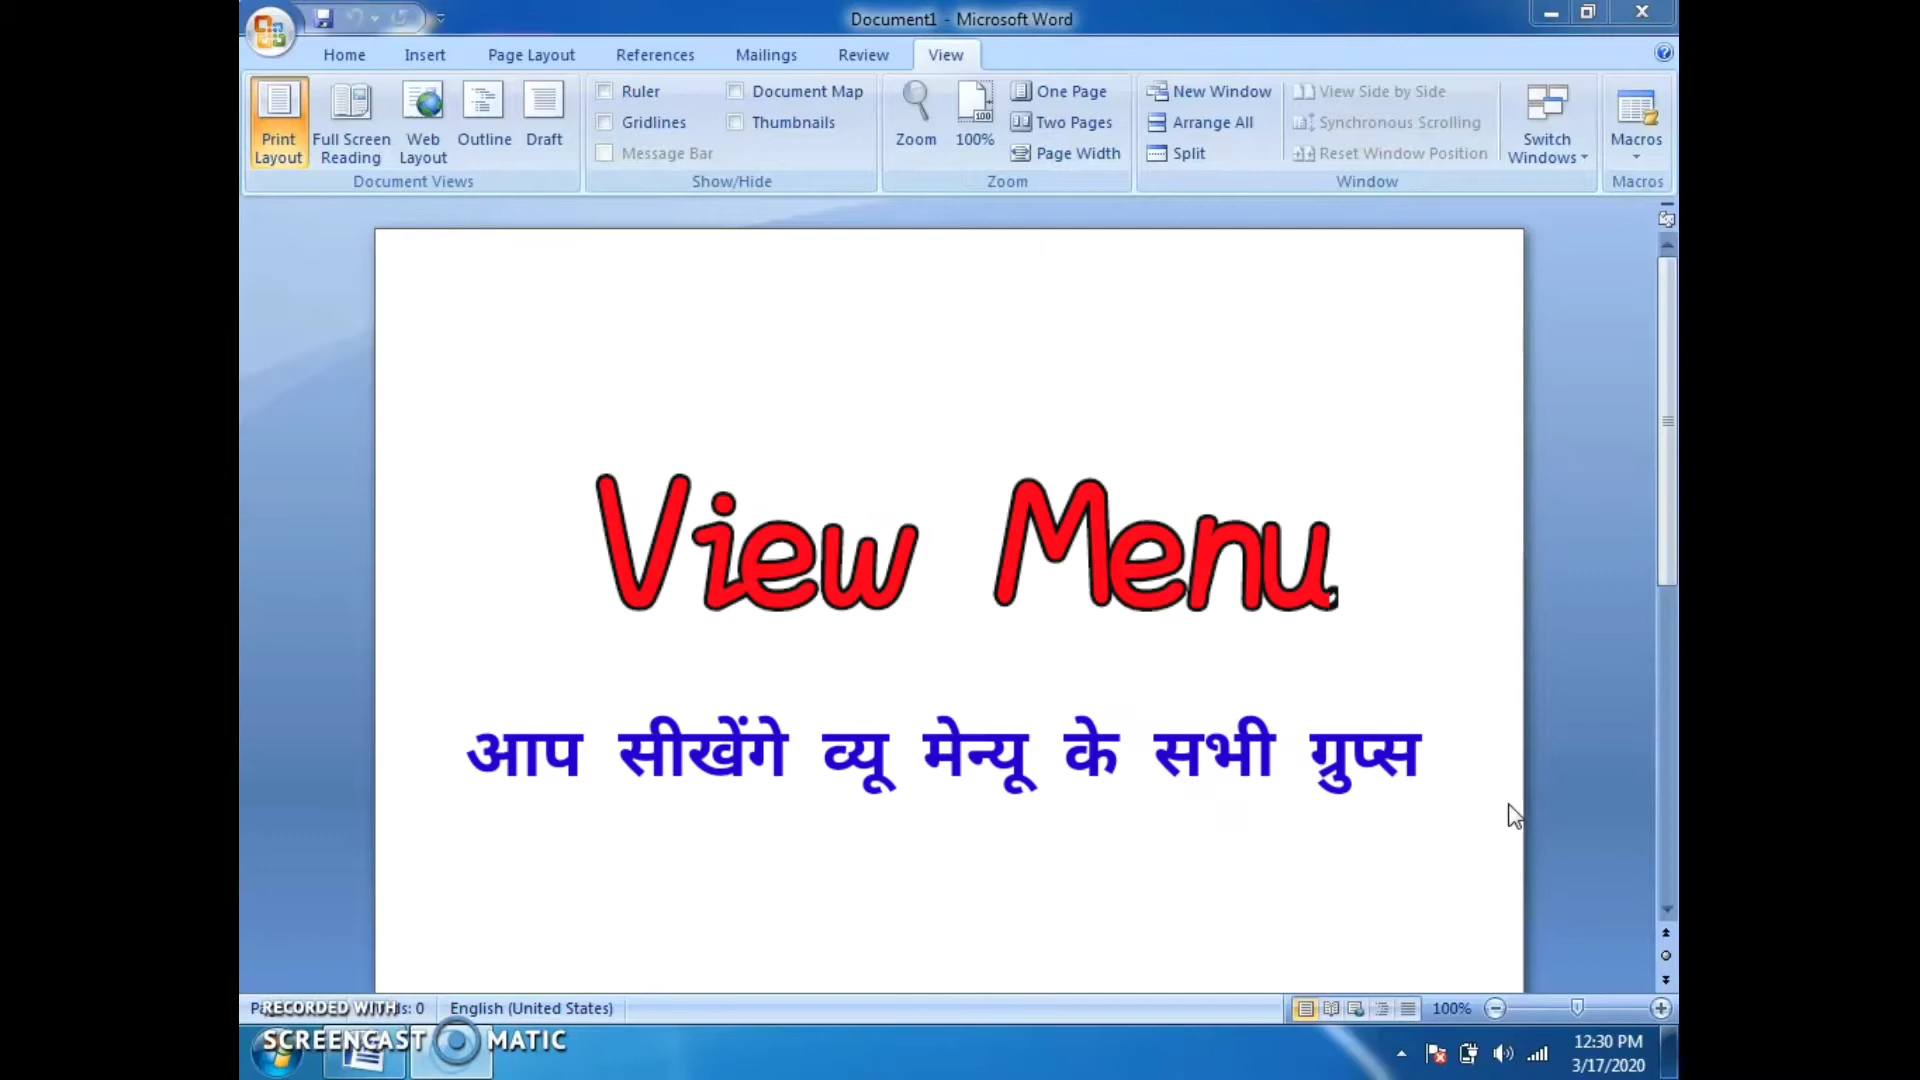 Document1 - Microsoft Word
Home Insert Page Layout References Mailings Review View
Print Layout
Full Screen Reading
Web Layout
Outline
Draft
Document Views
Ruler
Gridlines
Message Bar
Document Map
Thumbnails
Show/Hide
Zoom
100%
One Page
Two Pages
Page Width
Zoom
New Window
Arrange All
Split
View Side by Side
Synchronous Scrolling
Reset Window Position
Switch Windows
Window
Macros
Macros
View Menu
आप सीखेंगे व्यू मेन्यू के सभी ग्रुप्स
RECORDED WITH
: 0
English (United States)
100%
SCREENCAST MATIC
12:30 PM
3/17/2020